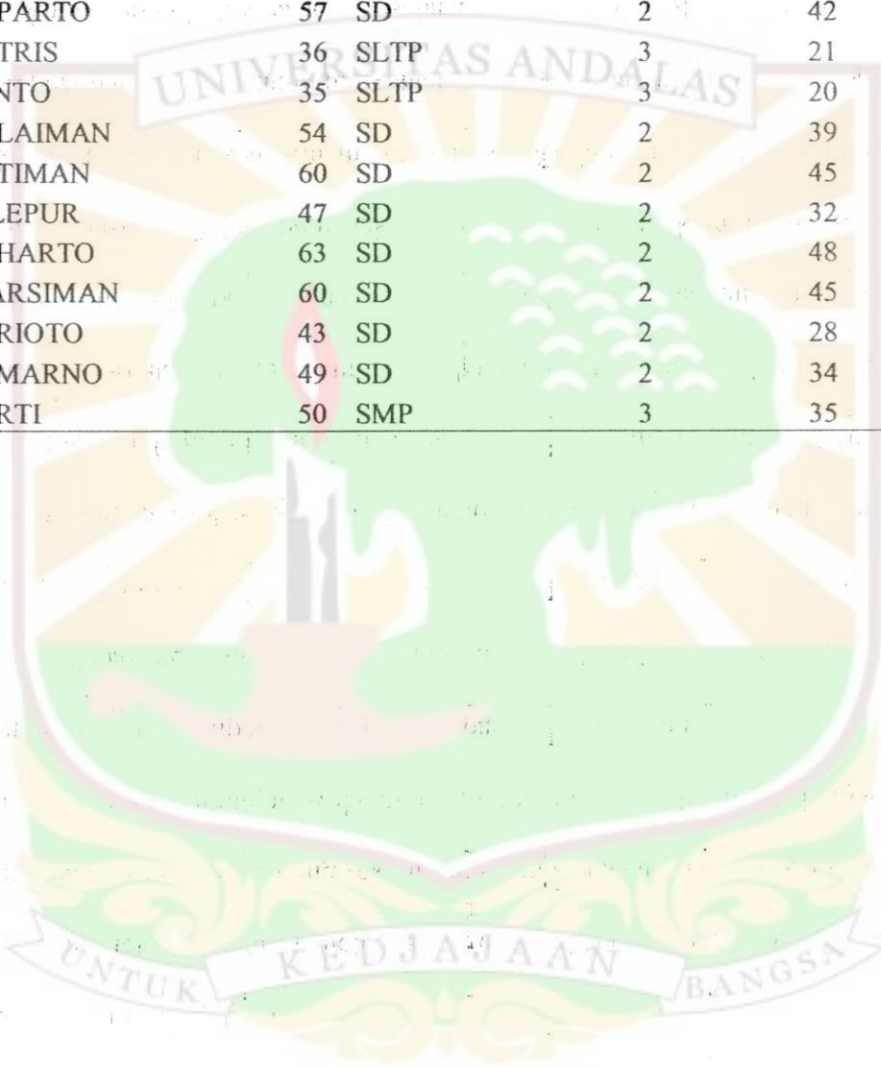 PARTO 57 SD 2 42
TRIS 36 SLTP 3 21
NTO 35 SLTP 3 20
LAIMAN 54 SD 2 39
TIMAN 60 SD 2 45
LEPUR 47 SD 2 32
HARTO 63 SD 2 48
ARSIMAN 60 SD 2 45
RIOTO 43 SD 2 28
MARNO 49 SD 2 34
RTI 50 SMP 3 35
UNIVERSITAS ANDALAS
UNTUK KEDJAJAAN BANGSA